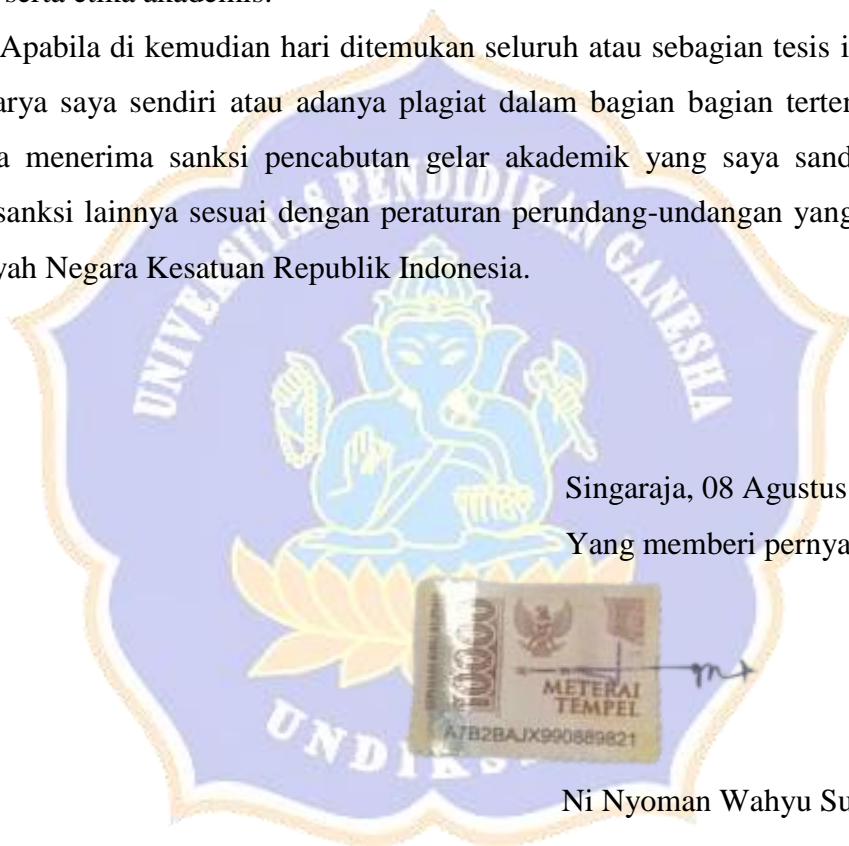 serta etika akademis.
Apabila di kemudian hari ditemukan seluruh atau sebagian tesis i
arya saya sendiri atau adanya plagiat dalam bagian bagian terten
a menerima sanksi pencabutan gelar akademik yang saya sand
sanksi lainnya sesuai dengan peraturan perundang-undangan yang
yah Negara Kesatuan Republik Indonesia.
UNIVERSITAS PENDIDIKAN GANESHA
Singaraja, 08 Agustus
Yang memberi pernya
10000
METERAI
TEMPEL
A7B2BAJX990889821
UNDIKS
Ni Nyoman Wahyu Su